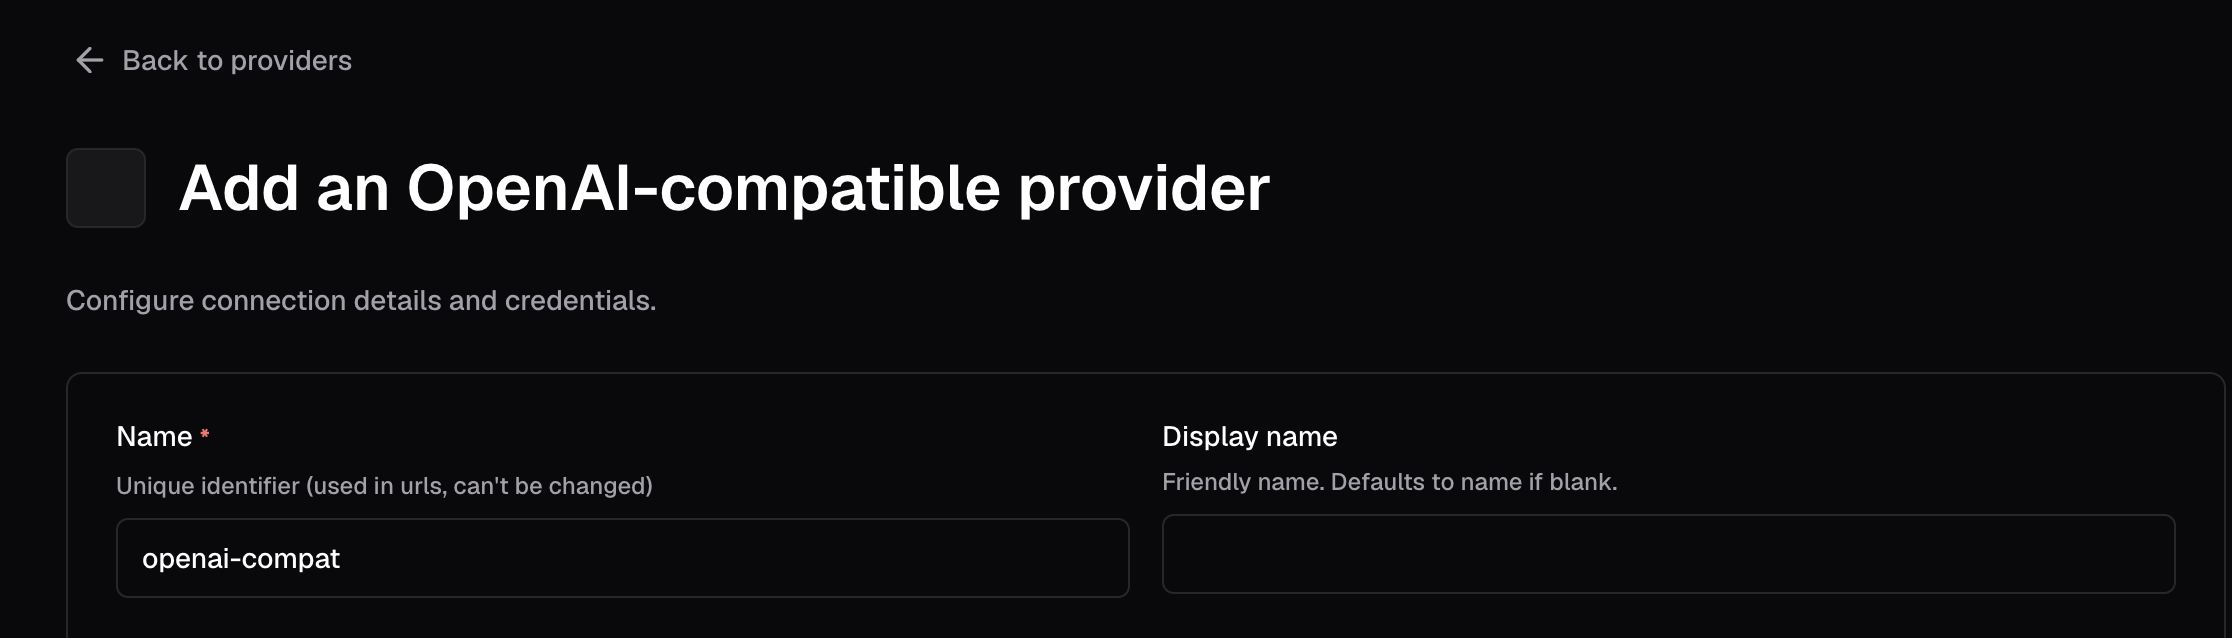 Back to providers
Add an OpenAI-compatible provider
Configure connection details and credentials.
Name *
Unique identifier (used in urls, can't be changed)
openai-compat
Display name
Friendly name. Defaults to name if blank.